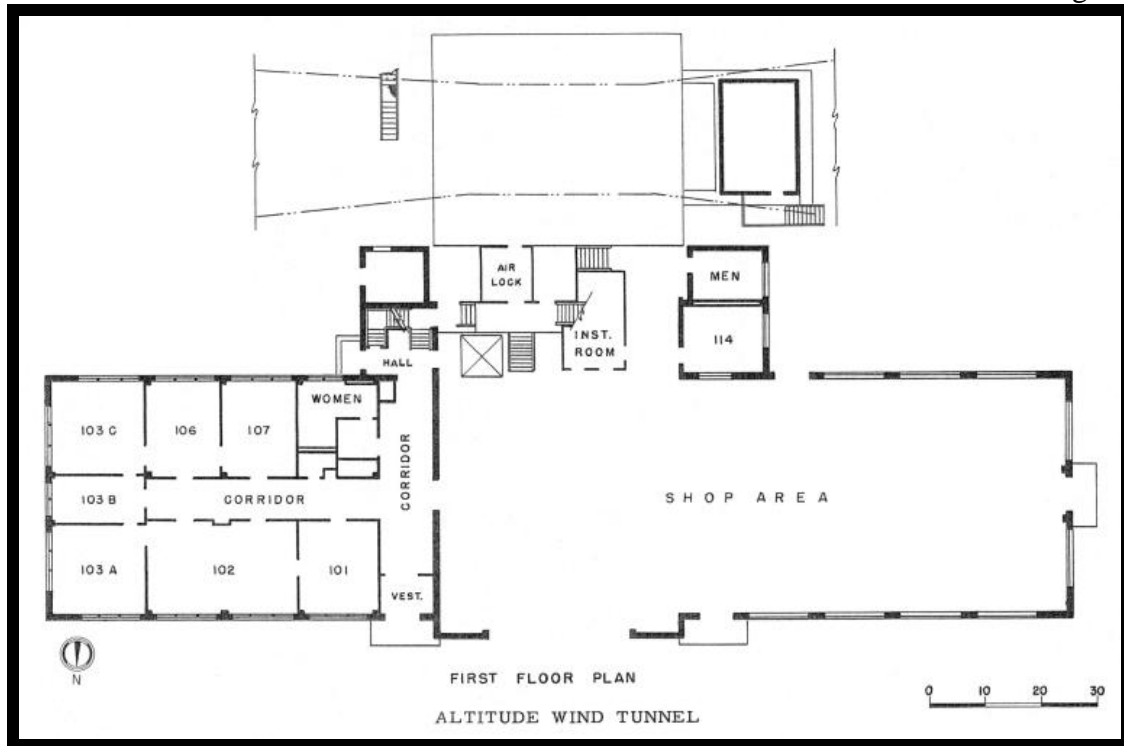 AIR
LOCK
MEN
INST.
ROOM
114
HALL
WOMEN
103 C
106
107
CORRIDOR
103 B
CORRIDOR
SHOP AREA
103 A
102
101
VEST.
N
FIRST FLOOR PLAN
0 10 20 30
ALTITUDE WIND TUNNEL